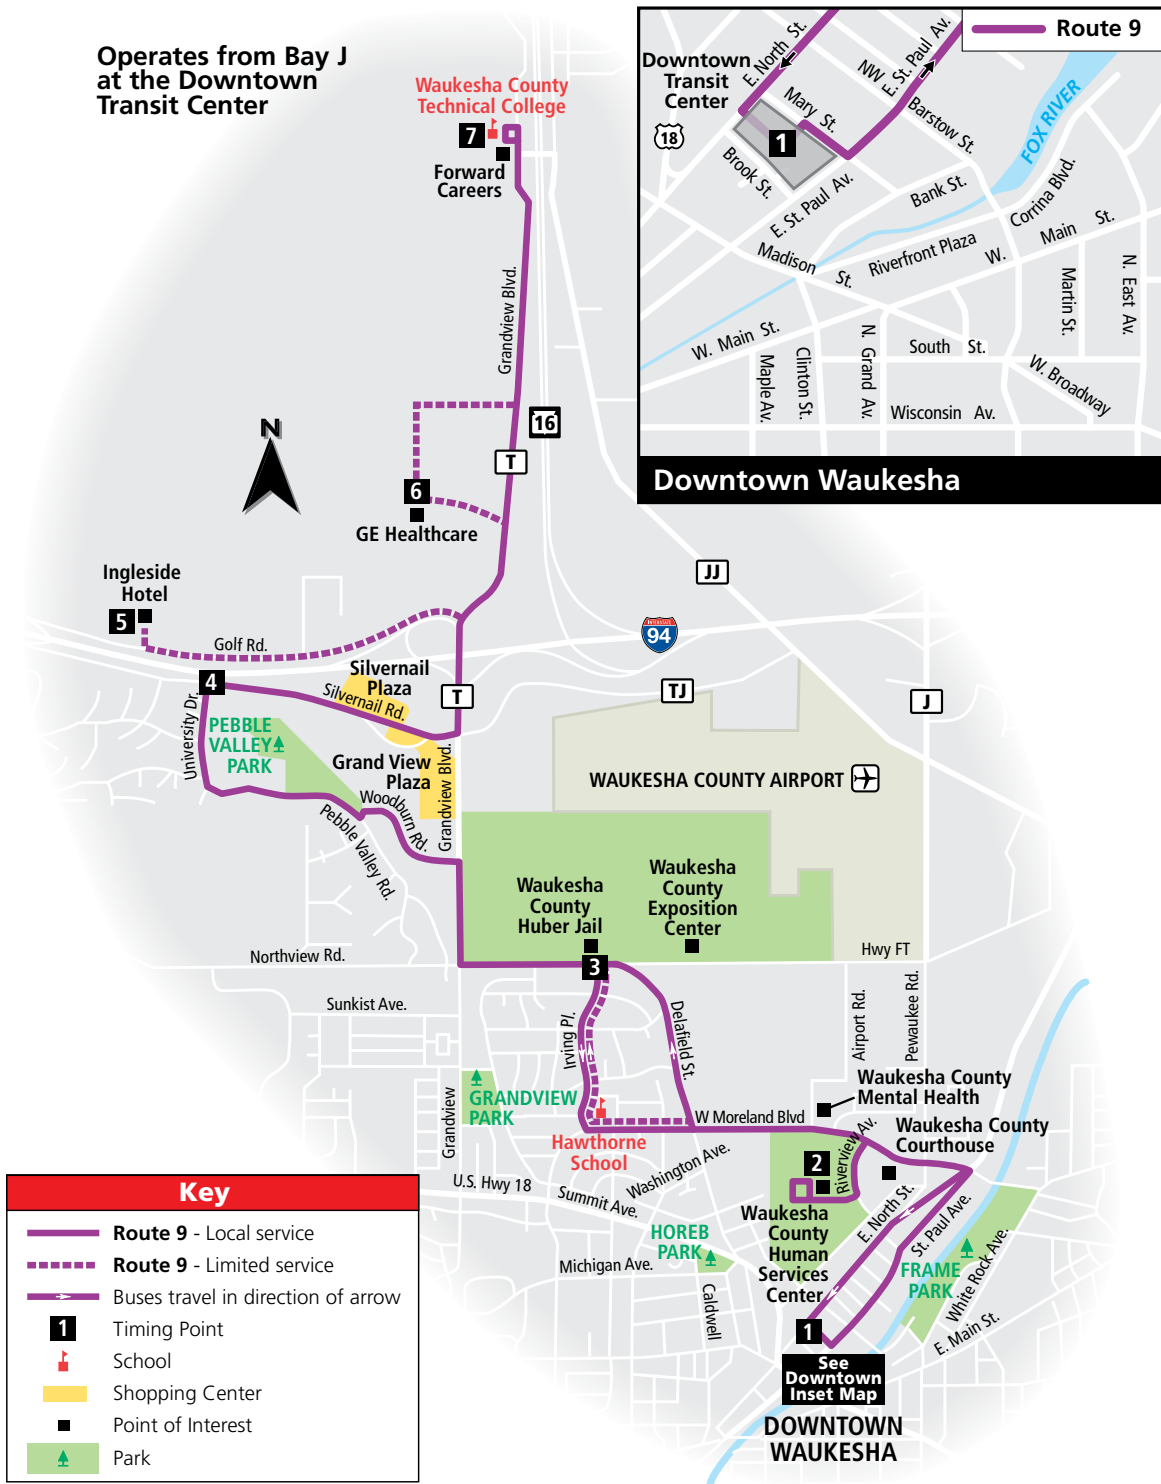 Operates from Bay J
at the Downtown
Transit Center
Waukesha County
Technical College
7
Forward
Careers
Grandview Blvd.
16
T
N
6
GE Healthcare
JJ
Ingleside
Hotel
5
Golf Rd.
INTERSTATE
94
4
Silvernail
Plaza
Silvernail Rd.
T
TJ
J
University Dr.
PEBBLE
VALLEY
PARK
Grand View
Plaza
Grandview Blvd.
Woodburn Rd.
Pebble Valley Rd.
WAUKESHA COUNTY AIRPORT
Waukesha
County
Huber Jail
Waukesha
County
Exposition
Center
Northview Rd.
3
Hwy FT
Sunkist Ave.
Irving Pl.
Delafield St.
Airport Rd.
Pewaukee Rd.
Grandview
GRANDVIEW
PARK
W Moreland Blvd
Waukesha County
Mental Health
Waukesha County
Courthouse
Hawthorne
School
Washington Ave.
2
Riverview Av.
U.S. Hwy 18
Summit Ave.
E. North St.
St. Paul Ave.
HOREB
PARK
Michigan Ave.
Caldwell
Waukesha
County
Human
Services
Center
FRAME
PARK
White Rock Ave.
E. Main St.
1
See
Downtown
Inset Map
DOWNTOWN
WAUKESHA
Route 9
Downtown
Transit
Center
E. North St.
NW Barstow St.
E. St. Paul Av.
Mary St.
18
1
Brook St.
E. St. Paul Av.
Bank St.
FOX RIVER
Corrina Blvd.
Madison St.
Riverfront Plaza
W. Main St.
W. Main St.
Maple Av.
Clinton St.
N. Grand Av.
South St.
Martin St.
N. East Av.
W. Broadway
Wisconsin Av.
Downtown Waukesha
Key
Route 9 - Local service
Route 9 - Limited service
Buses travel in direction of arrow
1 Timing Point
School
Shopping Center
Point of Interest
Park